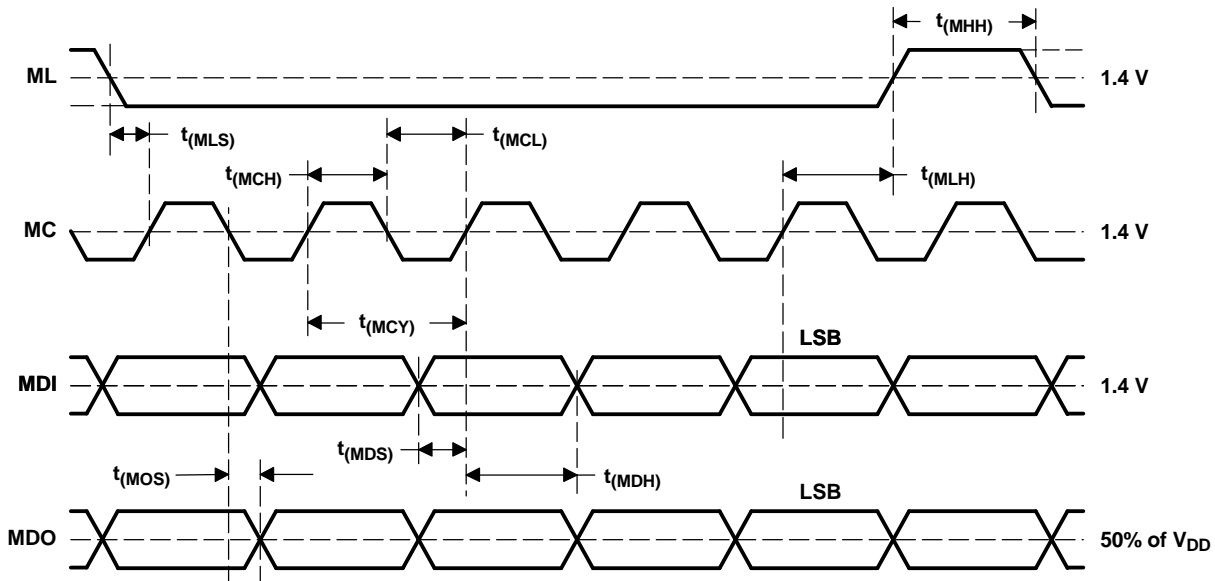 t(MHH)
ML
1.4 V
t(MLS)
t(MCL)
t(MCH)
t(MLH)
MC
1.4 V
t(MCY)
LSB
MDI
1.4 V
t(MDS)
t(MOS)
t(MDH)
LSB
MDO
50% of VDD